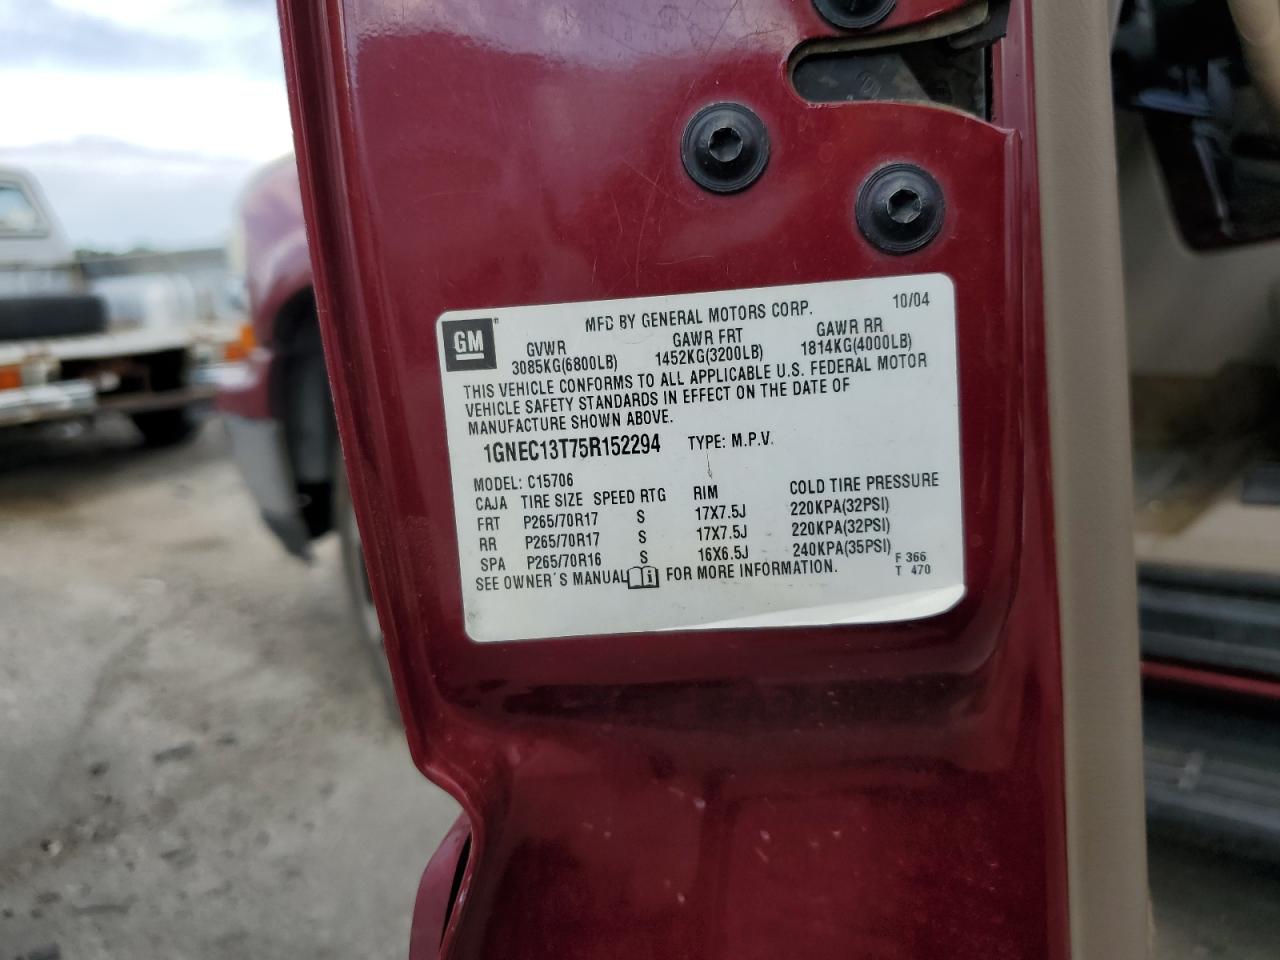 MFD BY GENERAL MOTORS CORP. 10/04
GM
GVWR GAWR FRT GAWR RR
3085KG(6800LB) 1452KG(3200LB) 1814KG(4000LB)
THIS VEHICLE CONFORMS TO ALL APPLICABLE U.S. FEDERAL MOTOR
VEHICLE SAFETY STANDARDS IN EFFECT ON THE DATE OF
MANUFACTURE SHOWN ABOVE.
1GNEC13T75R152294 TYPE: M.P.V.
MODEL: C15706
CAJA TIRE SIZE SPEED RTG RIM COLD TIRE PRESSURE
FRT P265/70R17 S 17X7.5J 220KPA(32PSI)
RR P265/70R17 S 17X7.5J 220KPA(32PSI)
SPA P265/70R16 S 16X6.5J 240KPA(35PSI)
SEE OWNER'S MANUAL i FOR MORE INFORMATION.
F 366
T 470